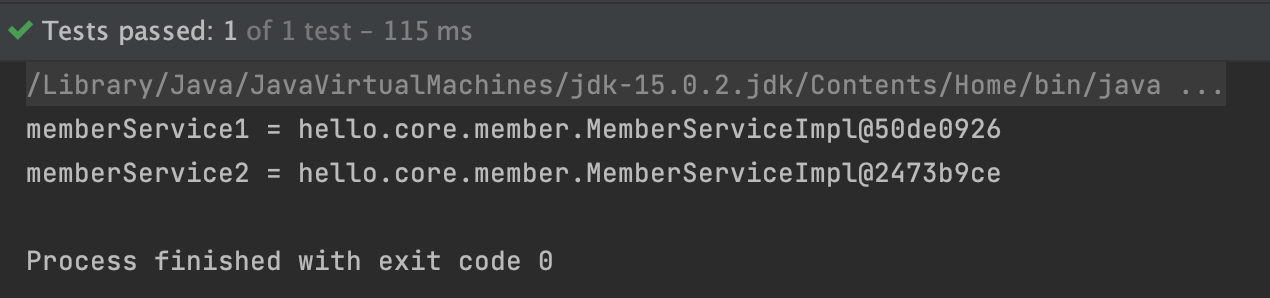 Tests passed: 1 of 1 test – 115 ms
/Library/Java/JavaVirtualMachines/jdk-15.0.2.jdk/Contents/Home/bin/java ...
memberService1 = hello.core.member.MemberServiceImpl@50de0926
memberService2 = hello.core.member.MemberServiceImpl@2473b9ce
Process finished with exit code 0